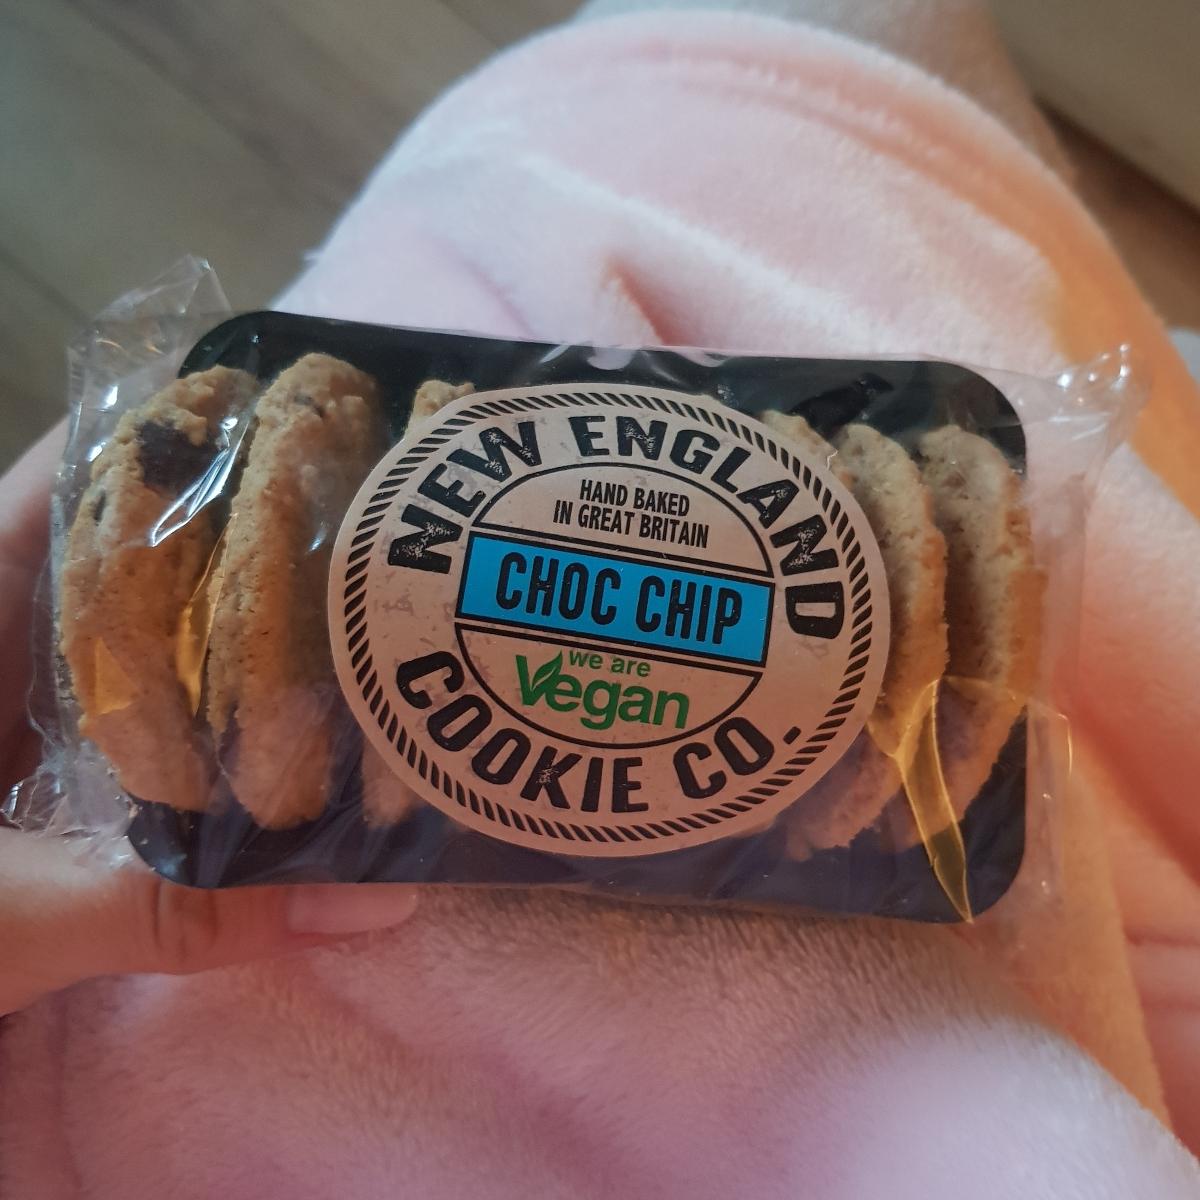 NEW ENGLAND
HAND BAKED
IN GREAT BRITAIN
CHOC CHIP
we are
Vegan
COOKIE CO.